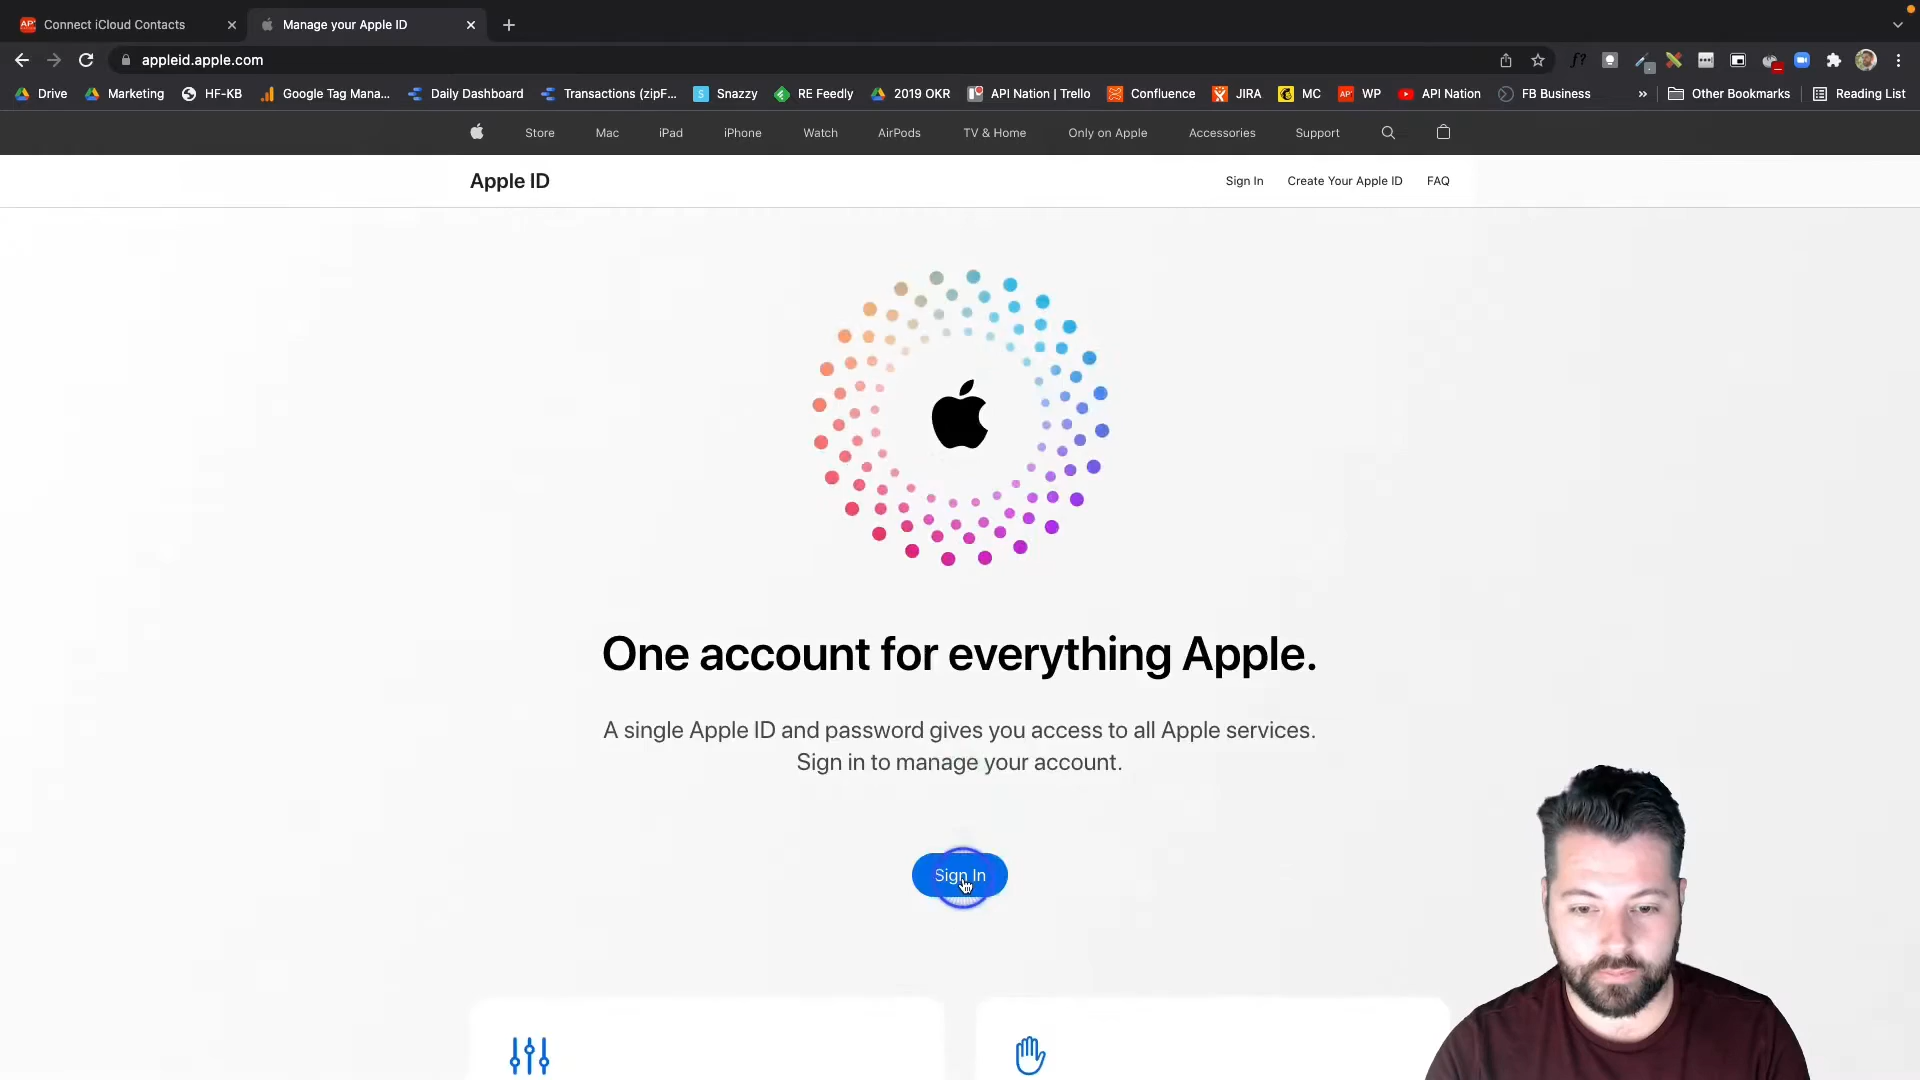 Connect iCloud Contacts
Manage your Apple ID
appleid.apple.com
Drive
Marketing
HF-KB
Google Tag Mana...
Daily Dashboard
Transactions (zipF...
Snazzy
RE Feedly
2019 OKR
API Nation | Trello
Confluence
JIRA
MC
WP
API Nation
FB Business
»
Other Bookmarks
Reading List
Store
Mac
iPad
iPhone
Watch
AirPods
TV & Home
Only on Apple
Accessories
Support
Apple ID
Sign In
Create Your Apple ID
FAQ
One account for everything Apple.
A single Apple ID and password gives you access to all Apple services.
Sign in to manage your account.
Sign In